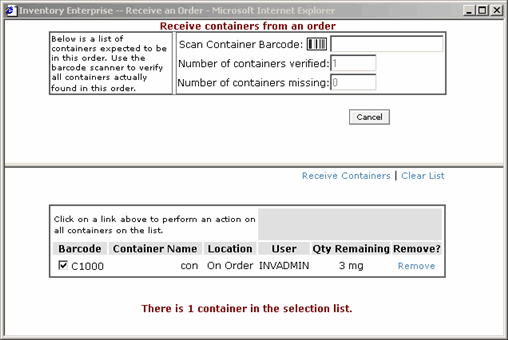 Inventory Enterprise -- Receive an Order - Microsoft Internet Explorer
Receive containers from an order
Below is a list of
containers expected to be
in this order. Use the
barcode scanner to verify
all containers actually
found in this order.
Scan Container Barcode:
Number of containers verified: 1
Number of containers missing: 0
Cancel
Receive Containers | Clear List
Click on a link above to perform an action on
all containers on the list.
Barcode Container Name Location User Qty Remaining Remove?
C1000 con On Order INVADMIN 3 mg Remove
There is 1 container in the selection list.